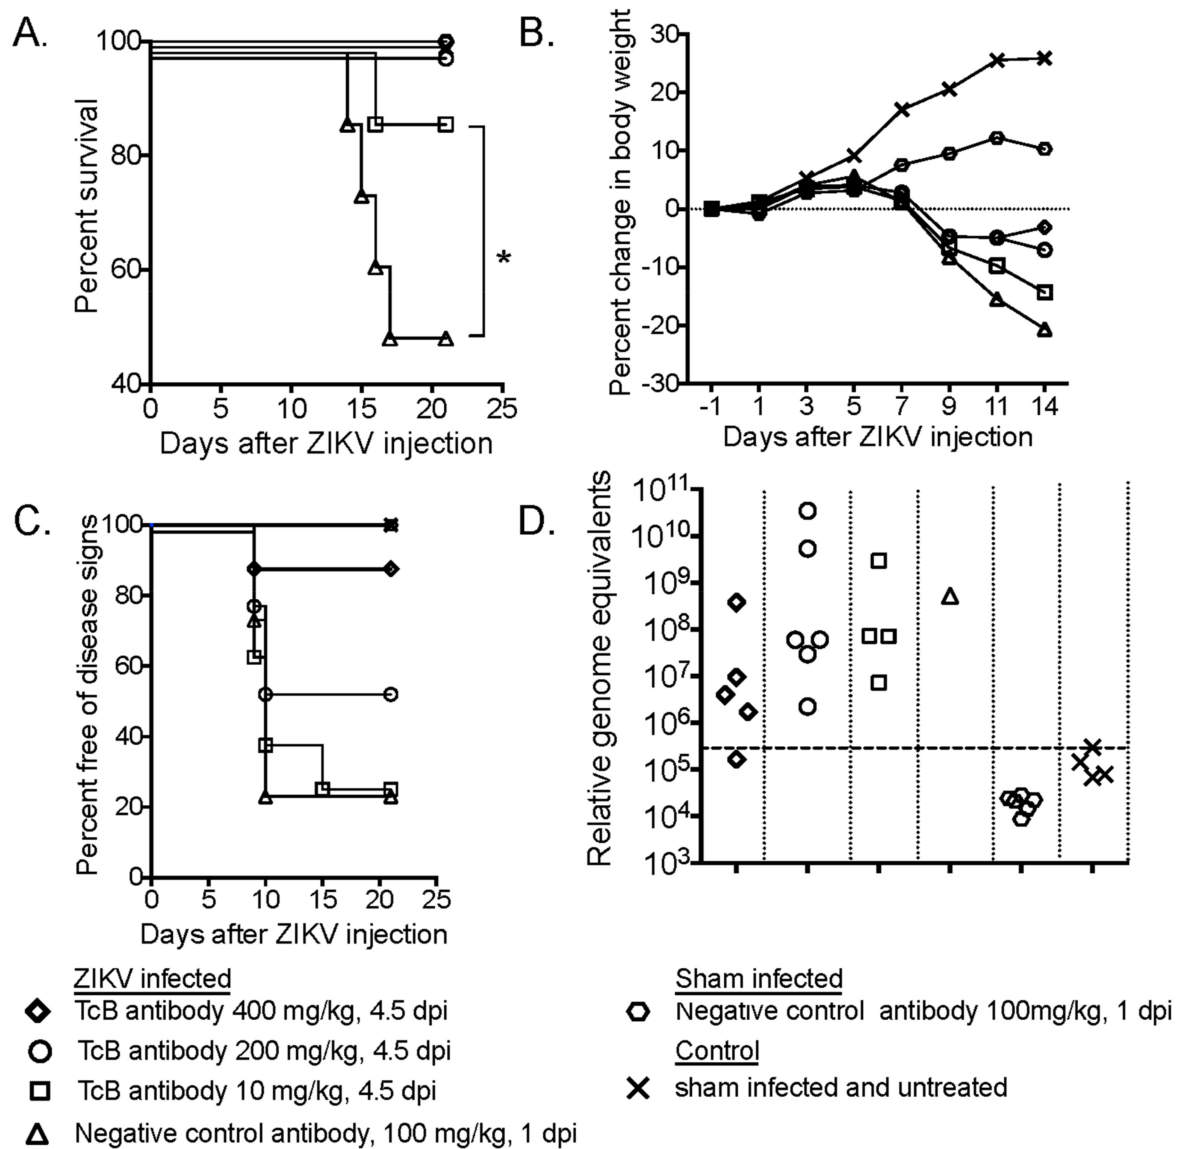 A.
100
80
60
40
Percent survival
*
0 5 10 15 20 25
Days after ZIKV injection
B.
30
20
10
0
-10
-20
-30
Percent change in body weight
-1 1 3 5 7 9 11 14
Days after ZIKV injection
C.
100
80
60
40
20
0
Percent free of disease signs
0 5 10 15 20 25
Days after ZIKV injection
D.
10¹¹
10¹⁰
10⁹
10⁸
10⁷
10⁶
10⁵
10⁴
10³
Relative genome equivalents
ZIKV infected
TcB antibody 400 mg/kg, 4.5 dpi
TcB antibody 200 mg/kg, 4.5 dpi
TcB antibody 10 mg/kg, 4.5 dpi
Negative control antibody, 100 mg/kg, 1 dpi
Sham infected
Negative control antibody 100mg/kg, 1 dpi
Control
sham infected and untreated